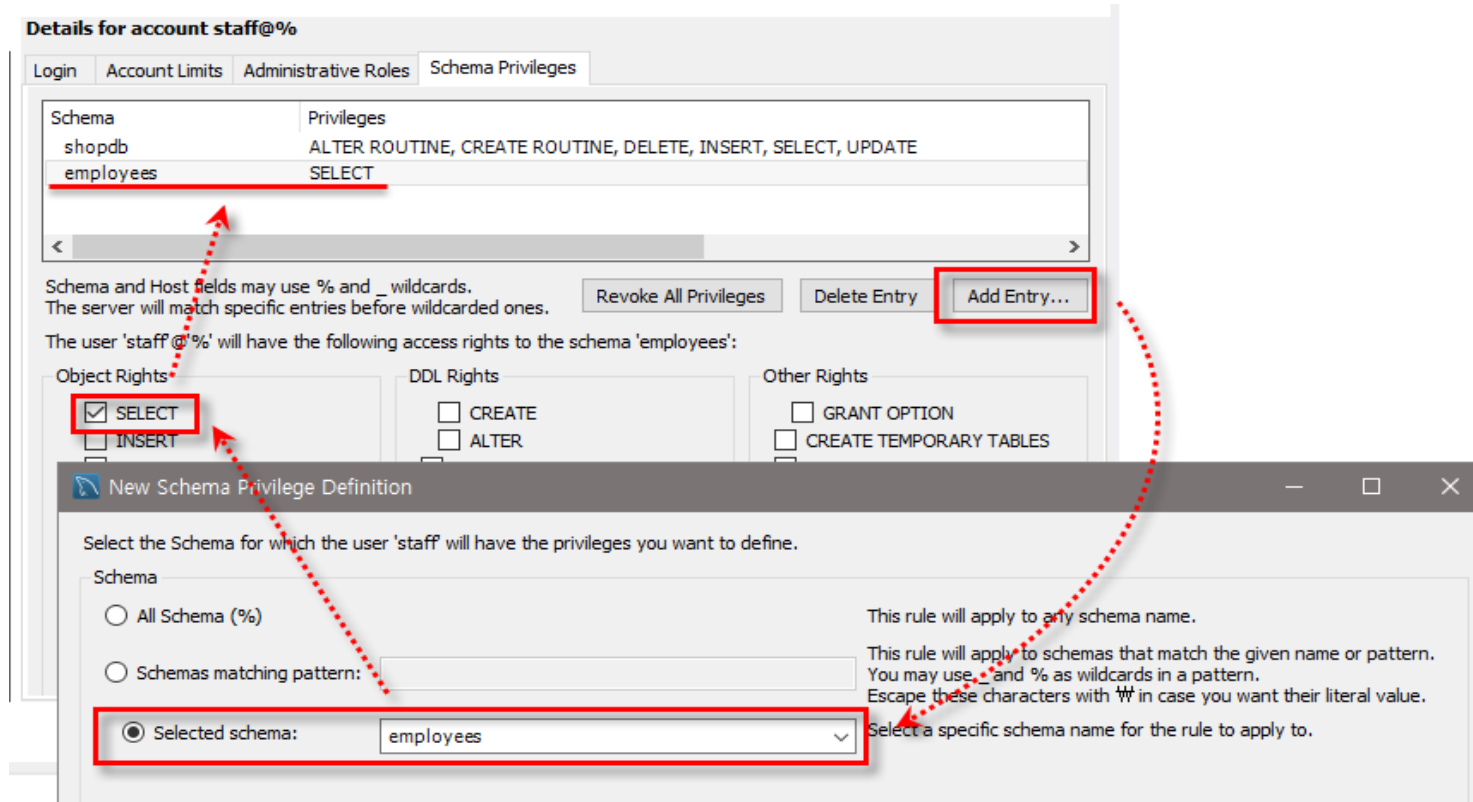 Details for account staff@%
Login Account Limits Administrative Roles Schema Privileges
Schema Privileges
shopdb ALTER ROUTINE, CREATE ROUTINE, DELETE, INSERT, SELECT, UPDATE
employees SELECT
Schema and Host fields may use % and _ wildcards.
The server will match specific entries before wildcarded ones.
Revoke All Privileges Delete Entry Add Entry...
The user 'staff'@'%' will have the following access rights to the schema 'employees':
Object Rights DDL Rights Other Rights
SELECT CREATE GRANT OPTION
INSERT ALTER CREATE TEMPORARY TABLES
New Schema Privilege Definition
Select the Schema for which the user 'staff' will have the privileges you want to define.
Schema
All Schema (%) This rule will apply to any schema name.
Schemas matching pattern: This rule will apply to schemas that match the given name or pattern.
You may use _ and % as wildcards in a pattern.
Escape these characters with ₩ in case you want their literal value.
Selected schema: employees Select a specific schema name for the rule to apply to.